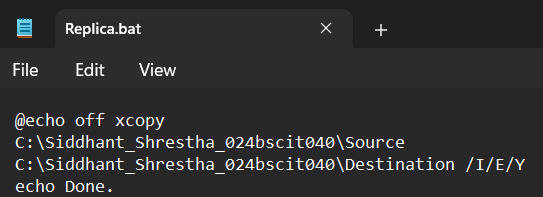 Replica.bat
File Edit View
@echo off xcopy
C:\Siddhant_Shrestha_024bscit040\Source
C:\Siddhant_Shrestha_024bscit040\Destination /I/E/Y
echo Done.